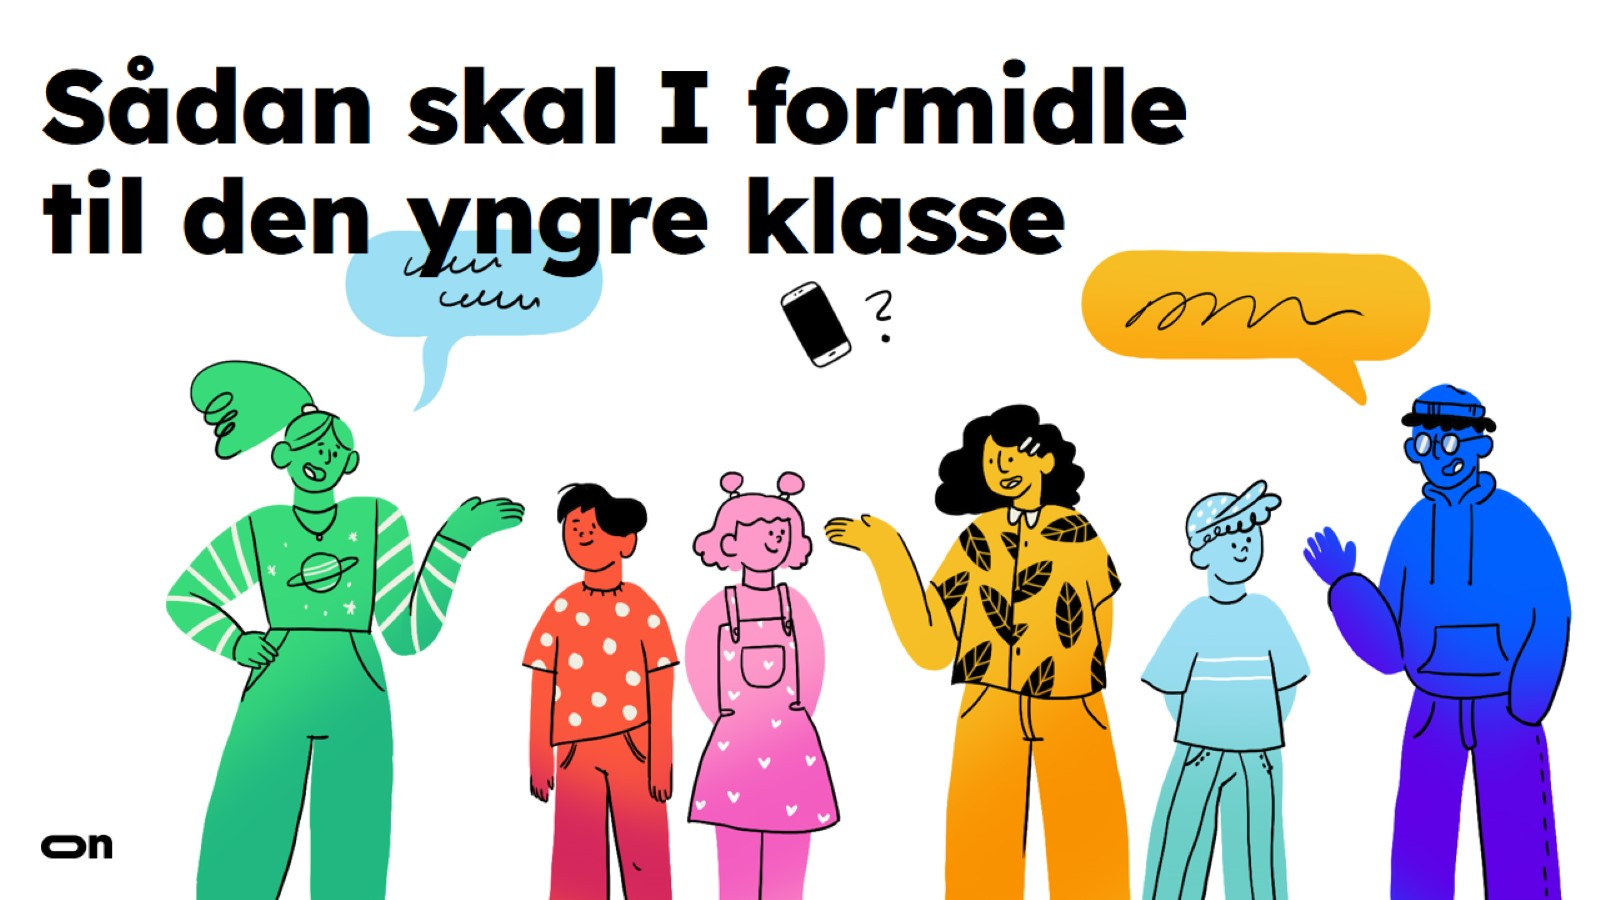 Sådan skal I formidle
til den yngre klasse
?
on